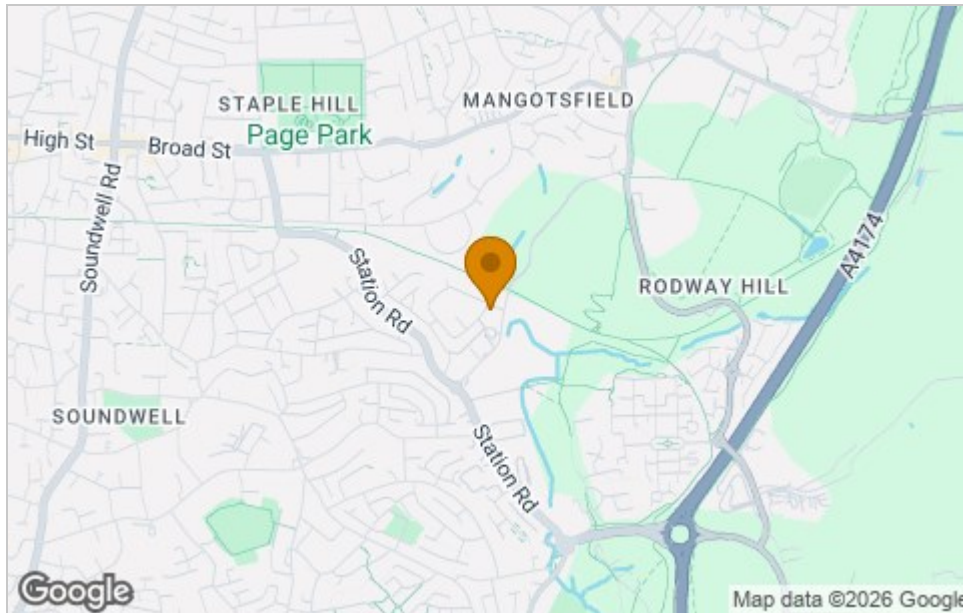 STAPLE HILL
Page Park
MANGOTSFIELD
High St
Broad St
Soundwell Rd
Station Rd
A4174
RODWAY HILL
SOUNDWELL
Station Rd
Google
Map data ©2026 Google